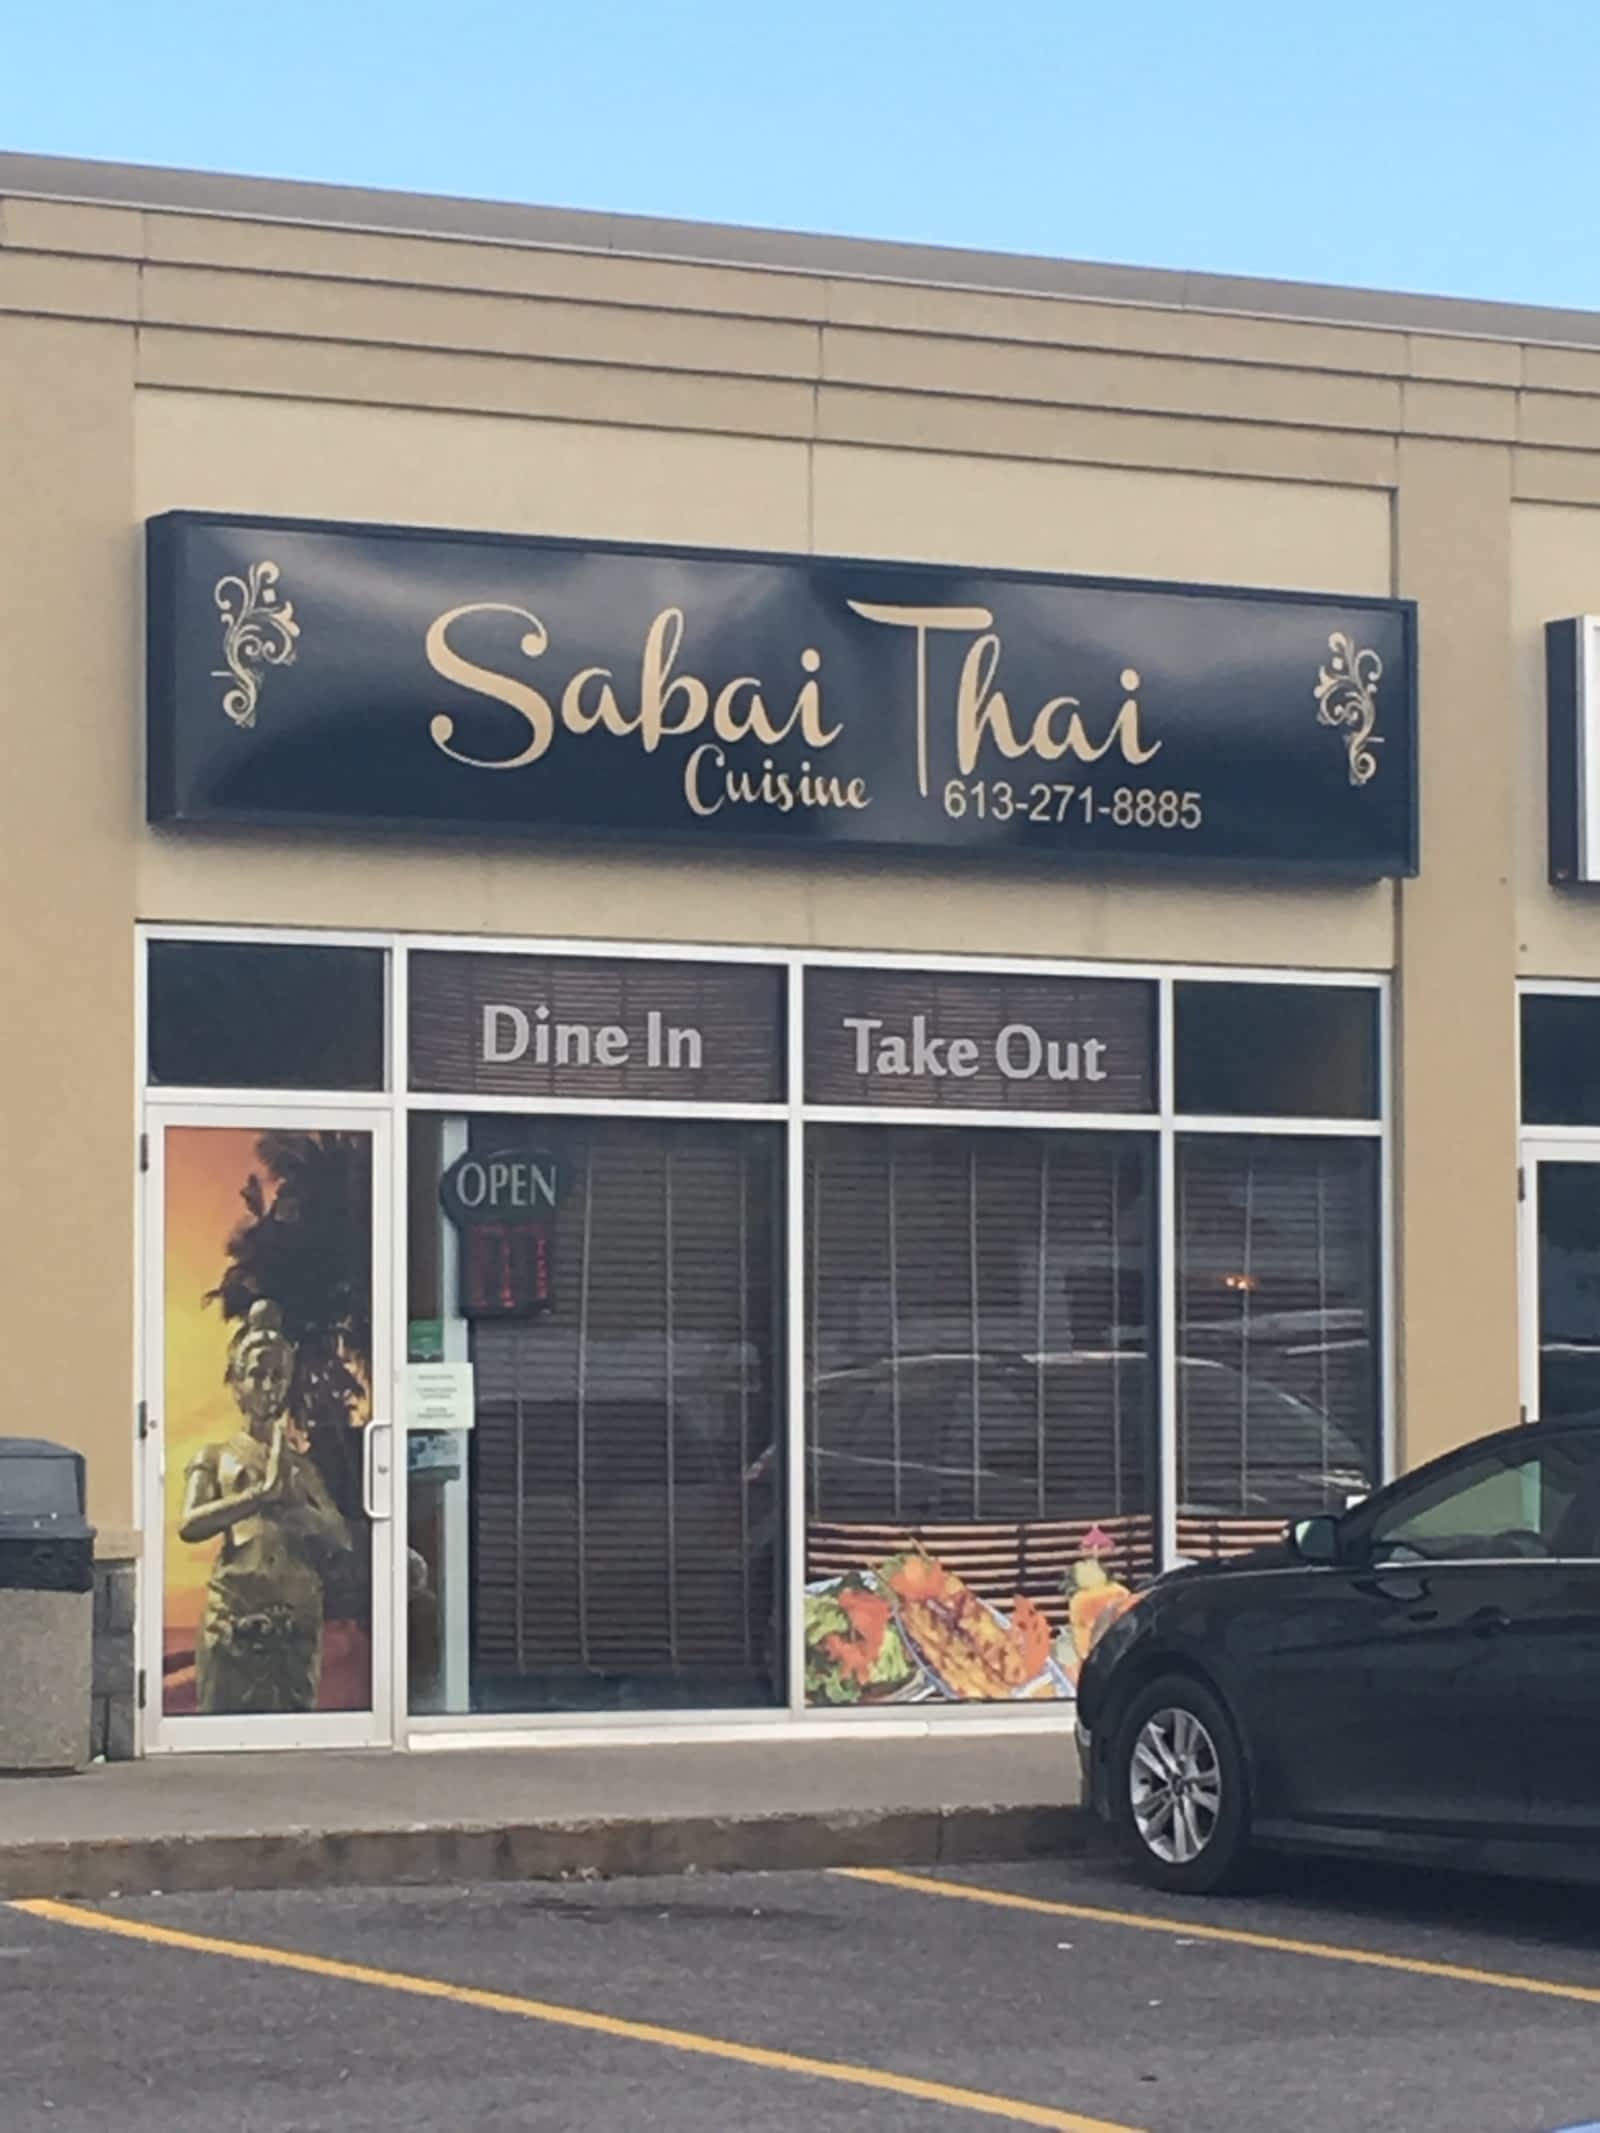 Sabai Thai
Cuisine
613-271-8885
Dine In
Take Out
OPEN